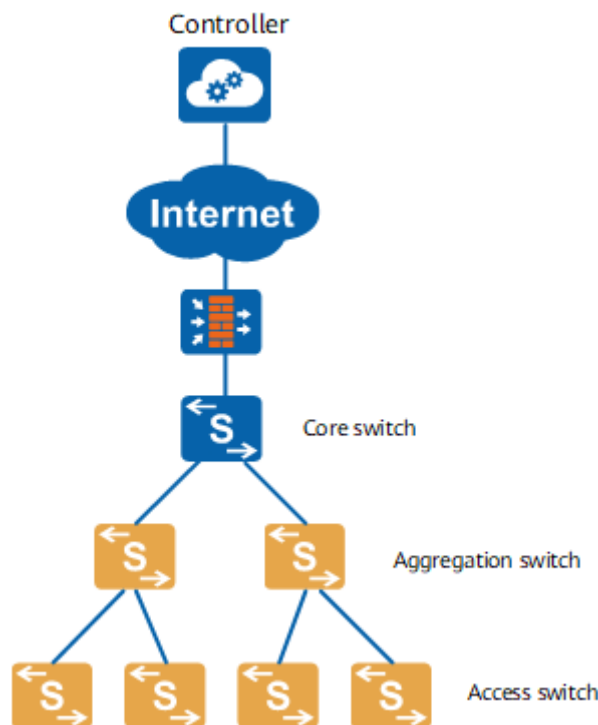 Controller
Internet
S
Core switch
S
S
Aggregation switch
S
S
S
S
Access switch